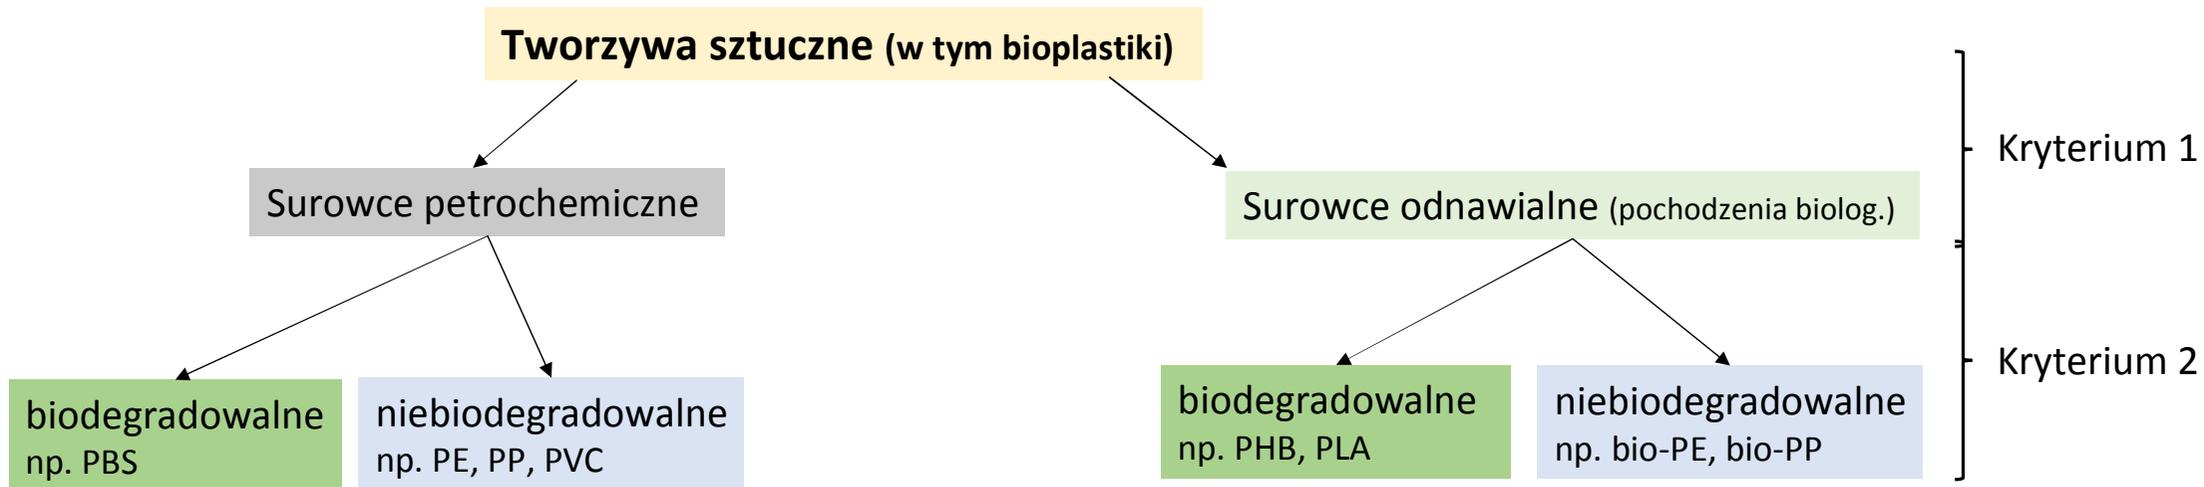 Tworzywa sztuczne (w tym bioplastiki)
Kryterium 1
Surowce petrochemiczne
Surowce odnawialne (pochodzenia biolog.)
Kryterium 2
biodegradowalne
np. PBS
niebiodegradowalne
np. PE, PP, PVC
biodegradowalne
np. PHB, PLA
niebiodegradowalne
np. bio-PE, bio-PP